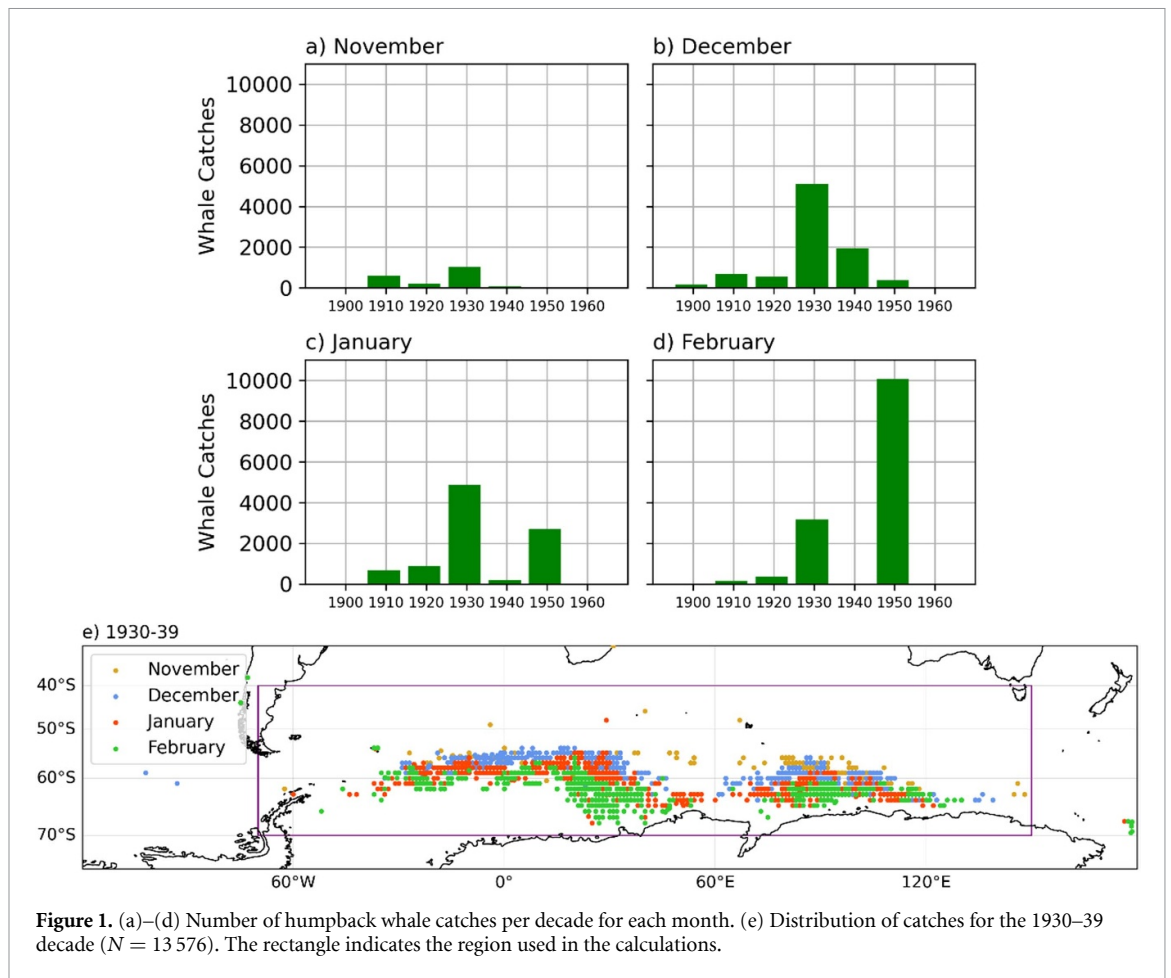 a) November
b) December
Whale Catches
10000
8000
6000
4000
2000
0
1900 1910 1920 1930 1940 1950 1960
1900 1910 1920 1930 1940 1950 1960
c) January
d) February
Whale Catches
10000
8000
6000
4000
2000
0
1900 1910 1920 1930 1940 1950 1960
1900 1910 1920 1930 1940 1950 1960
e) 1930-39
November
December
January
February
40°S
50°S
60°S
70°S
60°W 0° 60°E 120°E
Figure 1. (a)–(d) Number of humpback whale catches per decade for each month. (e) Distribution of catches for the 1930–39
decade (N = 13 576). The rectangle indicates the region used in the calculations.